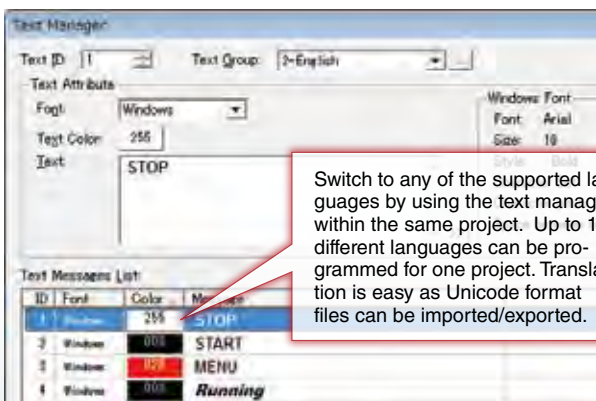 Text Manager
Text ID 1 Text Group: 2-English
Text Attribute
Font: Windows
Text Color: 255
Text: STOP
Windows Font
Font: Arial
Size: 10
Style: Bold
Switch to any of the supported la
guages by using the text manag
within the same project. Up to 1
different languages can be pro-
grammed for one project. Transla
tion is easy as Unicode format
files can be imported/exported.
Text Messages List:
ID Font Color Message
1 Windows 255 STOP
2 Windows 000 START
3 Windows MENU
4 Windows 000 Running